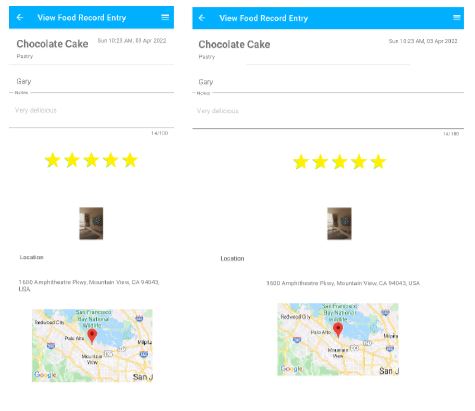 View Food Record Entry
Chocolate Cake
Sun 10:23 AM, 03 Apr 2022
Pastry
Gary
Notes
Very delicious
14/100
Location
1600 Amphitheatre Pkwy, Mountain View, CA 94043,
USA
San Francisco
Bay National
Wildlife
Redwood City
Palo Alto
Milpita
Mountain
View
Google
San J
View Food Record Entry
Chocolate Cake
Sun 10:23 AM, 03 Apr 2022
Pastry
Gary
Notes
Very delicious
14/100
Location
1600 Amphitheatre Pkwy, Mountain View, CA 94043, USA
San Francisco
Bay National
Wildlife
Redwood City
Palo Alto
Milpita
Mountain
View
Google
San J